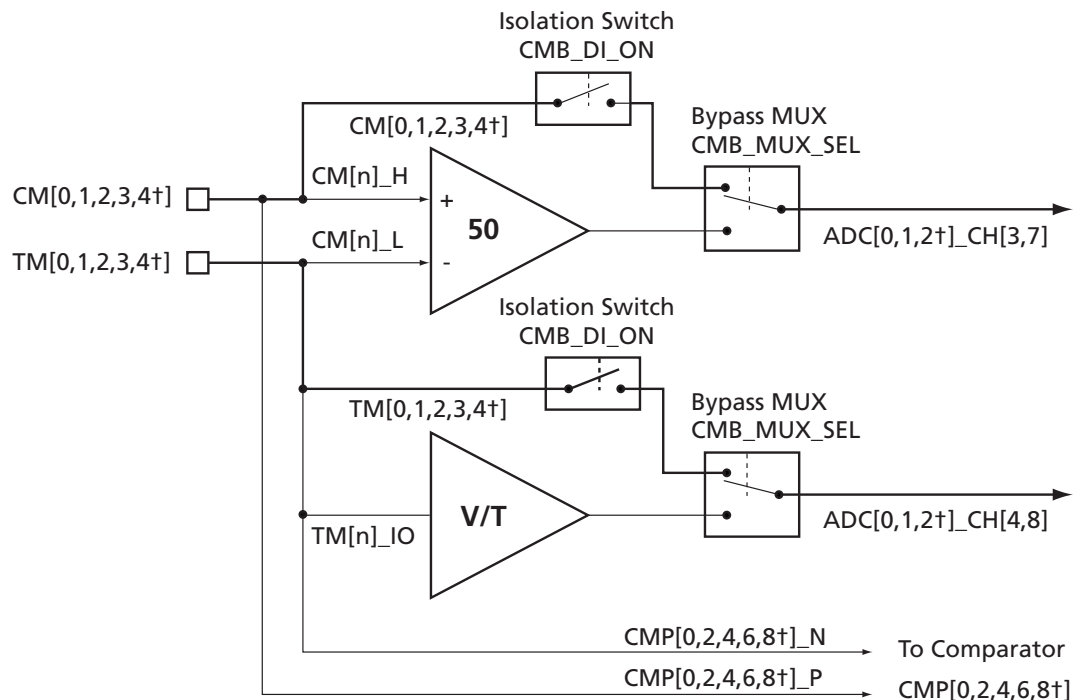 Isolation Switch
CMB_DI_ON
CM[0,1,2,3,4†]
Bypass MUX
CMB_MUX_SEL
CM[0,1,2,3,4†]
CM[n]_H
+
50
CM[n]_L
-
TM[0,1,2,3,4†]
ADC[0,1,2†]_CH[3,7]
Isolation Switch
CMB_DI_ON
TM[0,1,2,3,4†]
Bypass MUX
CMB_MUX_SEL
V/T
TM[n]_IO
ADC[0,1,2†]_CH[4,8]
CMP[0,2,4,6,8†]_N
To Comparator
CMP[0,2,4,6,8†]_P
CMP[0,2,4,6,8†]